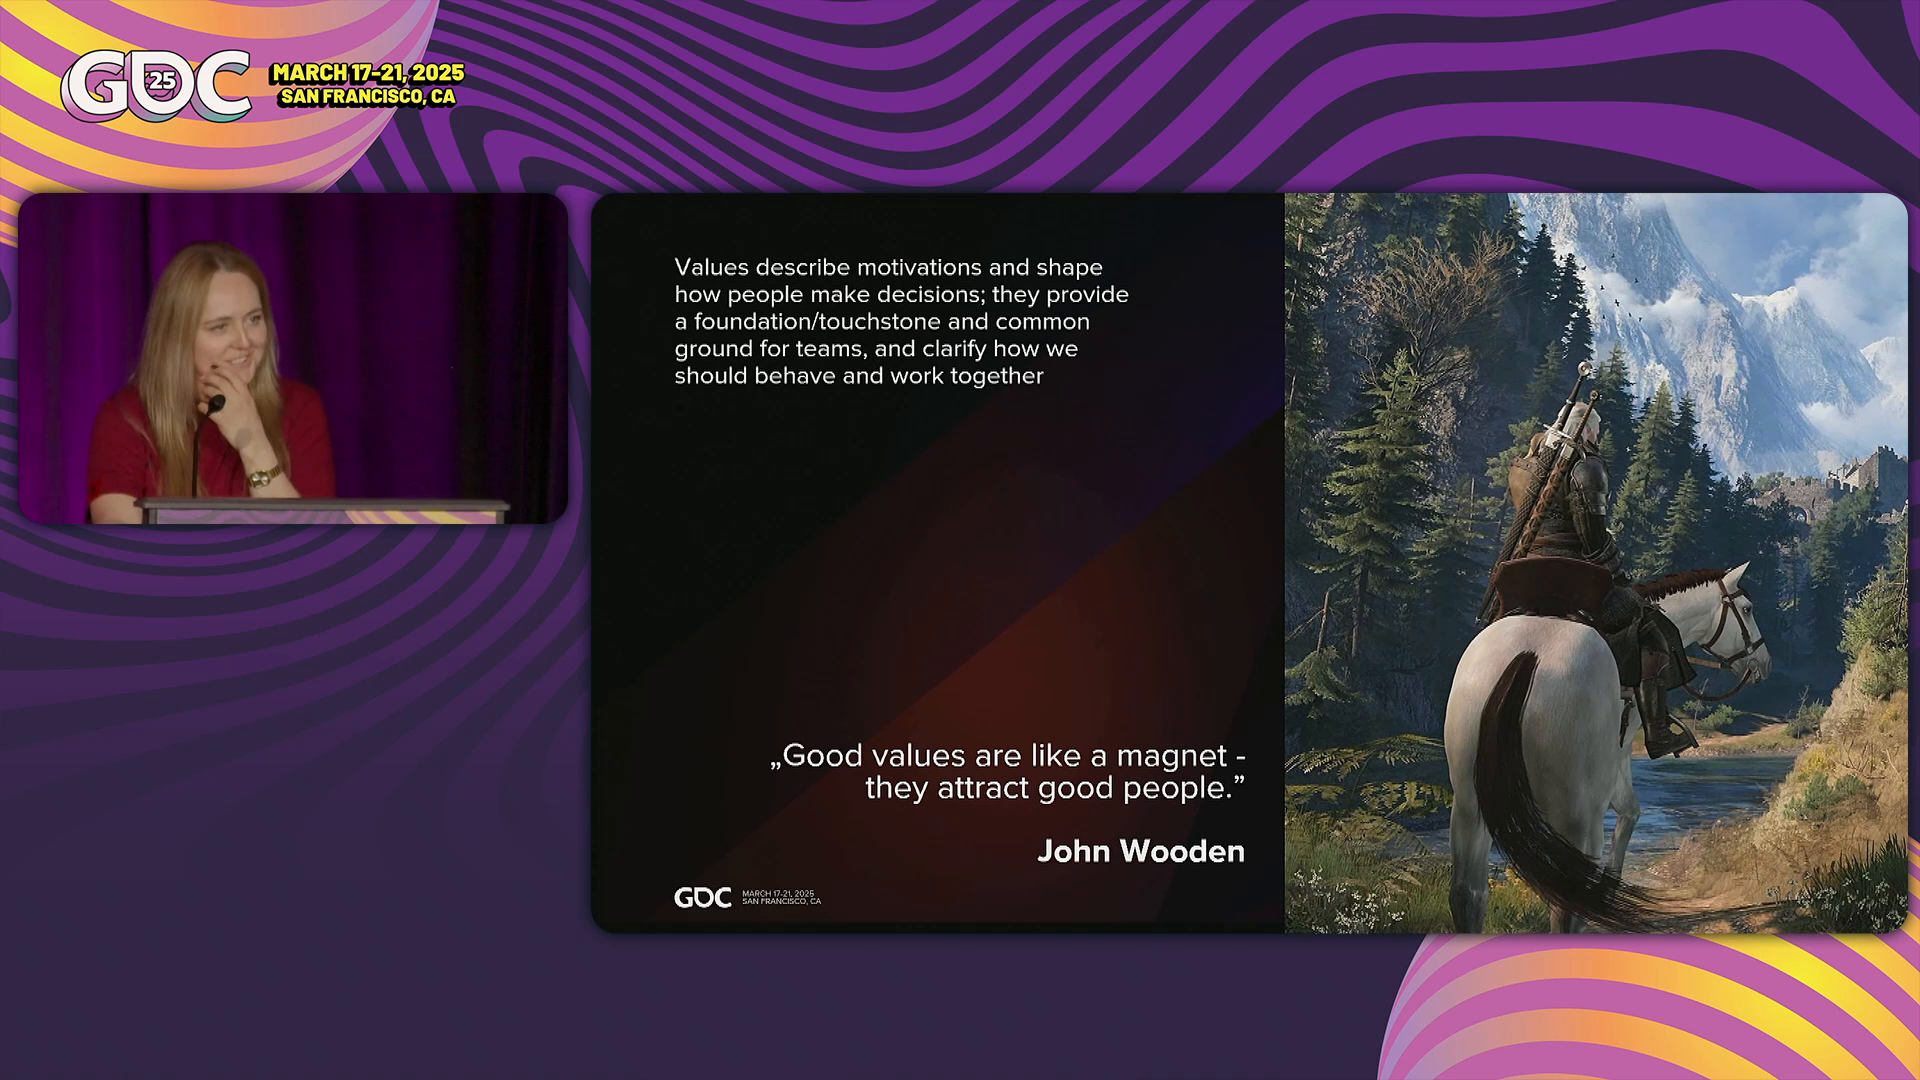 GDC
'25
MARCH 17-21, 2025
SAN FRANCISCO, CA
Values describe motivations and shape
how people make decisions; they provide
a foundation/touchstone and common
ground for teams, and clarify how we
should behave and work together
„Good values are like a magnet -
they attract good people.”
John Wooden
GDC
MARCH 17-21, 2025
SAN FRANCISCO, CA